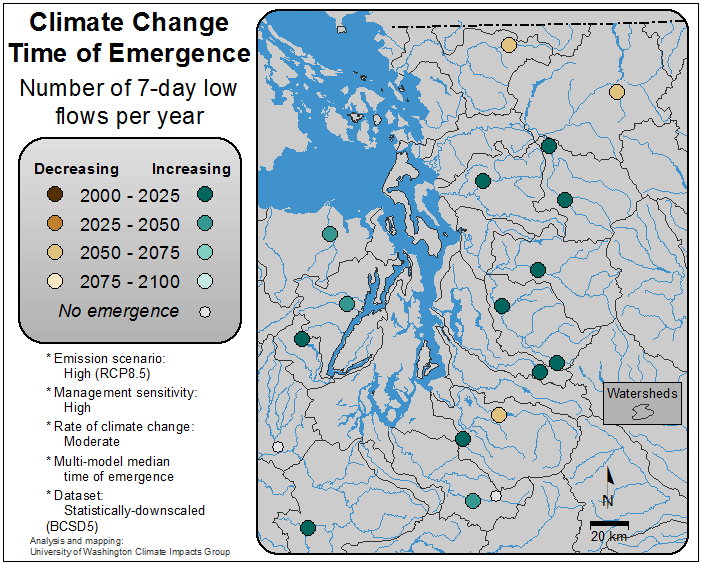 Climate Change
Time of Emergence
Number of 7-day low
flows per year
Decreasing Increasing
2000 - 2025
2025 - 2050
2050 - 2075
2075 - 2100
No emergence
* Emission scenario:
High (RCP8.5)
* Management sensitivity:
High
* Rate of climate change:
Moderate
* Multi-model median
time of emergence
* Dataset:
Statistically-downscaled
(BCSD5)
Analysis and mapping:
University of Washington Climate Impacts Group
Watersheds
N
20 km